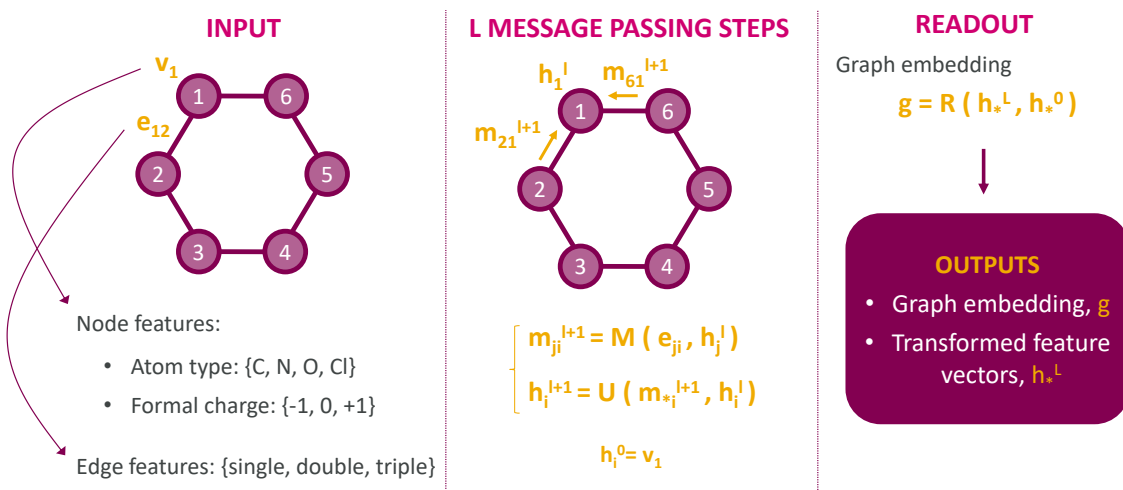 INPUT
v₁
1
6
e₁₂
2
5
3
4
Node features:
• Atom type: {C, N, O, Cl}
• Formal charge: {-1, 0, +1}
Edge features: {single, double, triple}
L MESSAGE PASSING STEPS
h₁ˡ
m₆₁ˡ⁺¹
1
6
m₂₁ˡ⁺¹
2
5
3
4
mⱼᵢˡ⁺¹ = M ( eⱼᵢ , hⱼˡ )
hᵢˡ⁺¹ = U ( m*ᵢˡ⁺¹ , hᵢˡ )
hᵢ⁰= v₁
READOUT
Graph embedding
g = R ( h*ᴸ , h*⁰ )
OUTPUTS
• Graph embedding, g
• Transformed feature
vectors, h*ᴸ